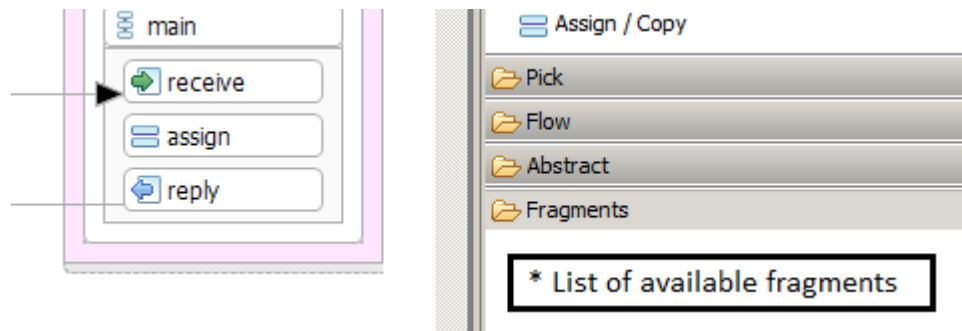 main
receive
assign
reply
Assign / Copy
Pick
Flow
Abstract
Fragments
* List of available fragments